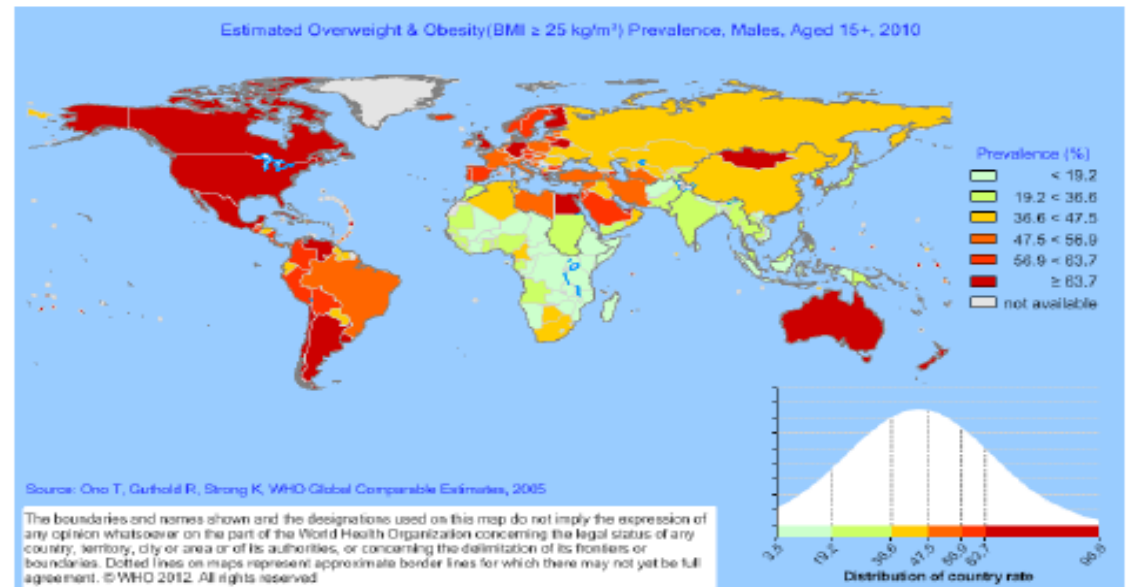 Estimated Overweight & Obesity(BMI ≥ 25 kg/m²) Prevalence, Males, Aged 15+, 2010
Prevalence (%)
< 19.2
19.2 < 36.6
36.6 < 47.5
47.5 < 56.9
56.9 < 63.7
≥ 63.7
not available
Source: Ono T, Guthold R, Strong K, WHO Global Comparable Estimates, 2005
The boundaries and names shown and the designations used on this map do not imply the expression of
any opinion whatsoever on the part of the World Health Organization concerning the legal status of any
country, territory, city or area or of its authorities, or concerning the delimitation of its frontiers or
boundaries. Dotted lines on maps represent approximate border lines for which there may not yet be full
agreement. © WHO 2012. All rights reserved
3.5 19.2 36.6 47.5 56.9 63.7
Distribution of country rate